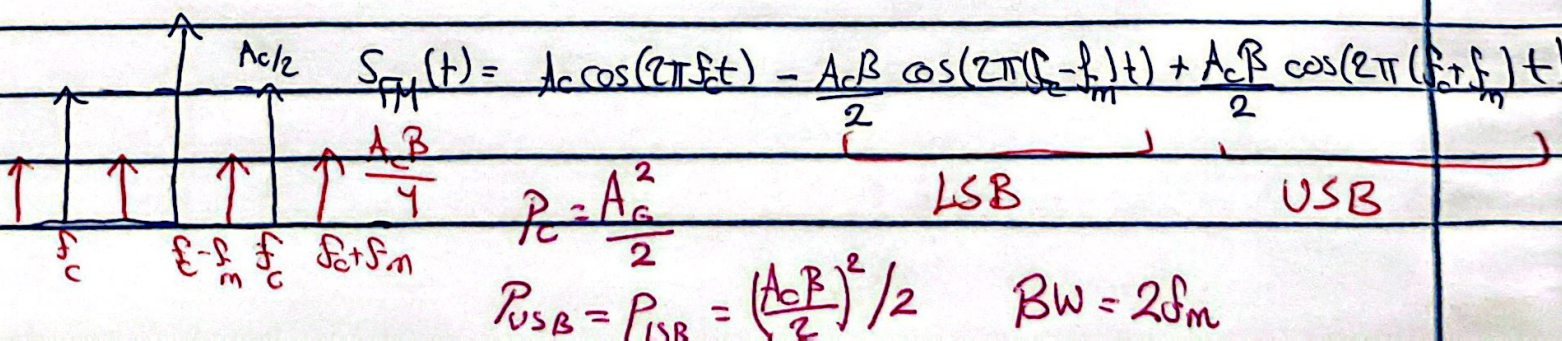 Ac/2 S_FM(t) = Ac cos(2πfct) - AcB/2 cos(2π(fc-fm)t) + AcB/2 cos(2π(fc+fm)t)
AcB/4 LSB USB
Pc = Ac²/2
fc fc-fm fc fc+fm
PUSB = PLSB = (AcB/2)²/2 BW = 2fm